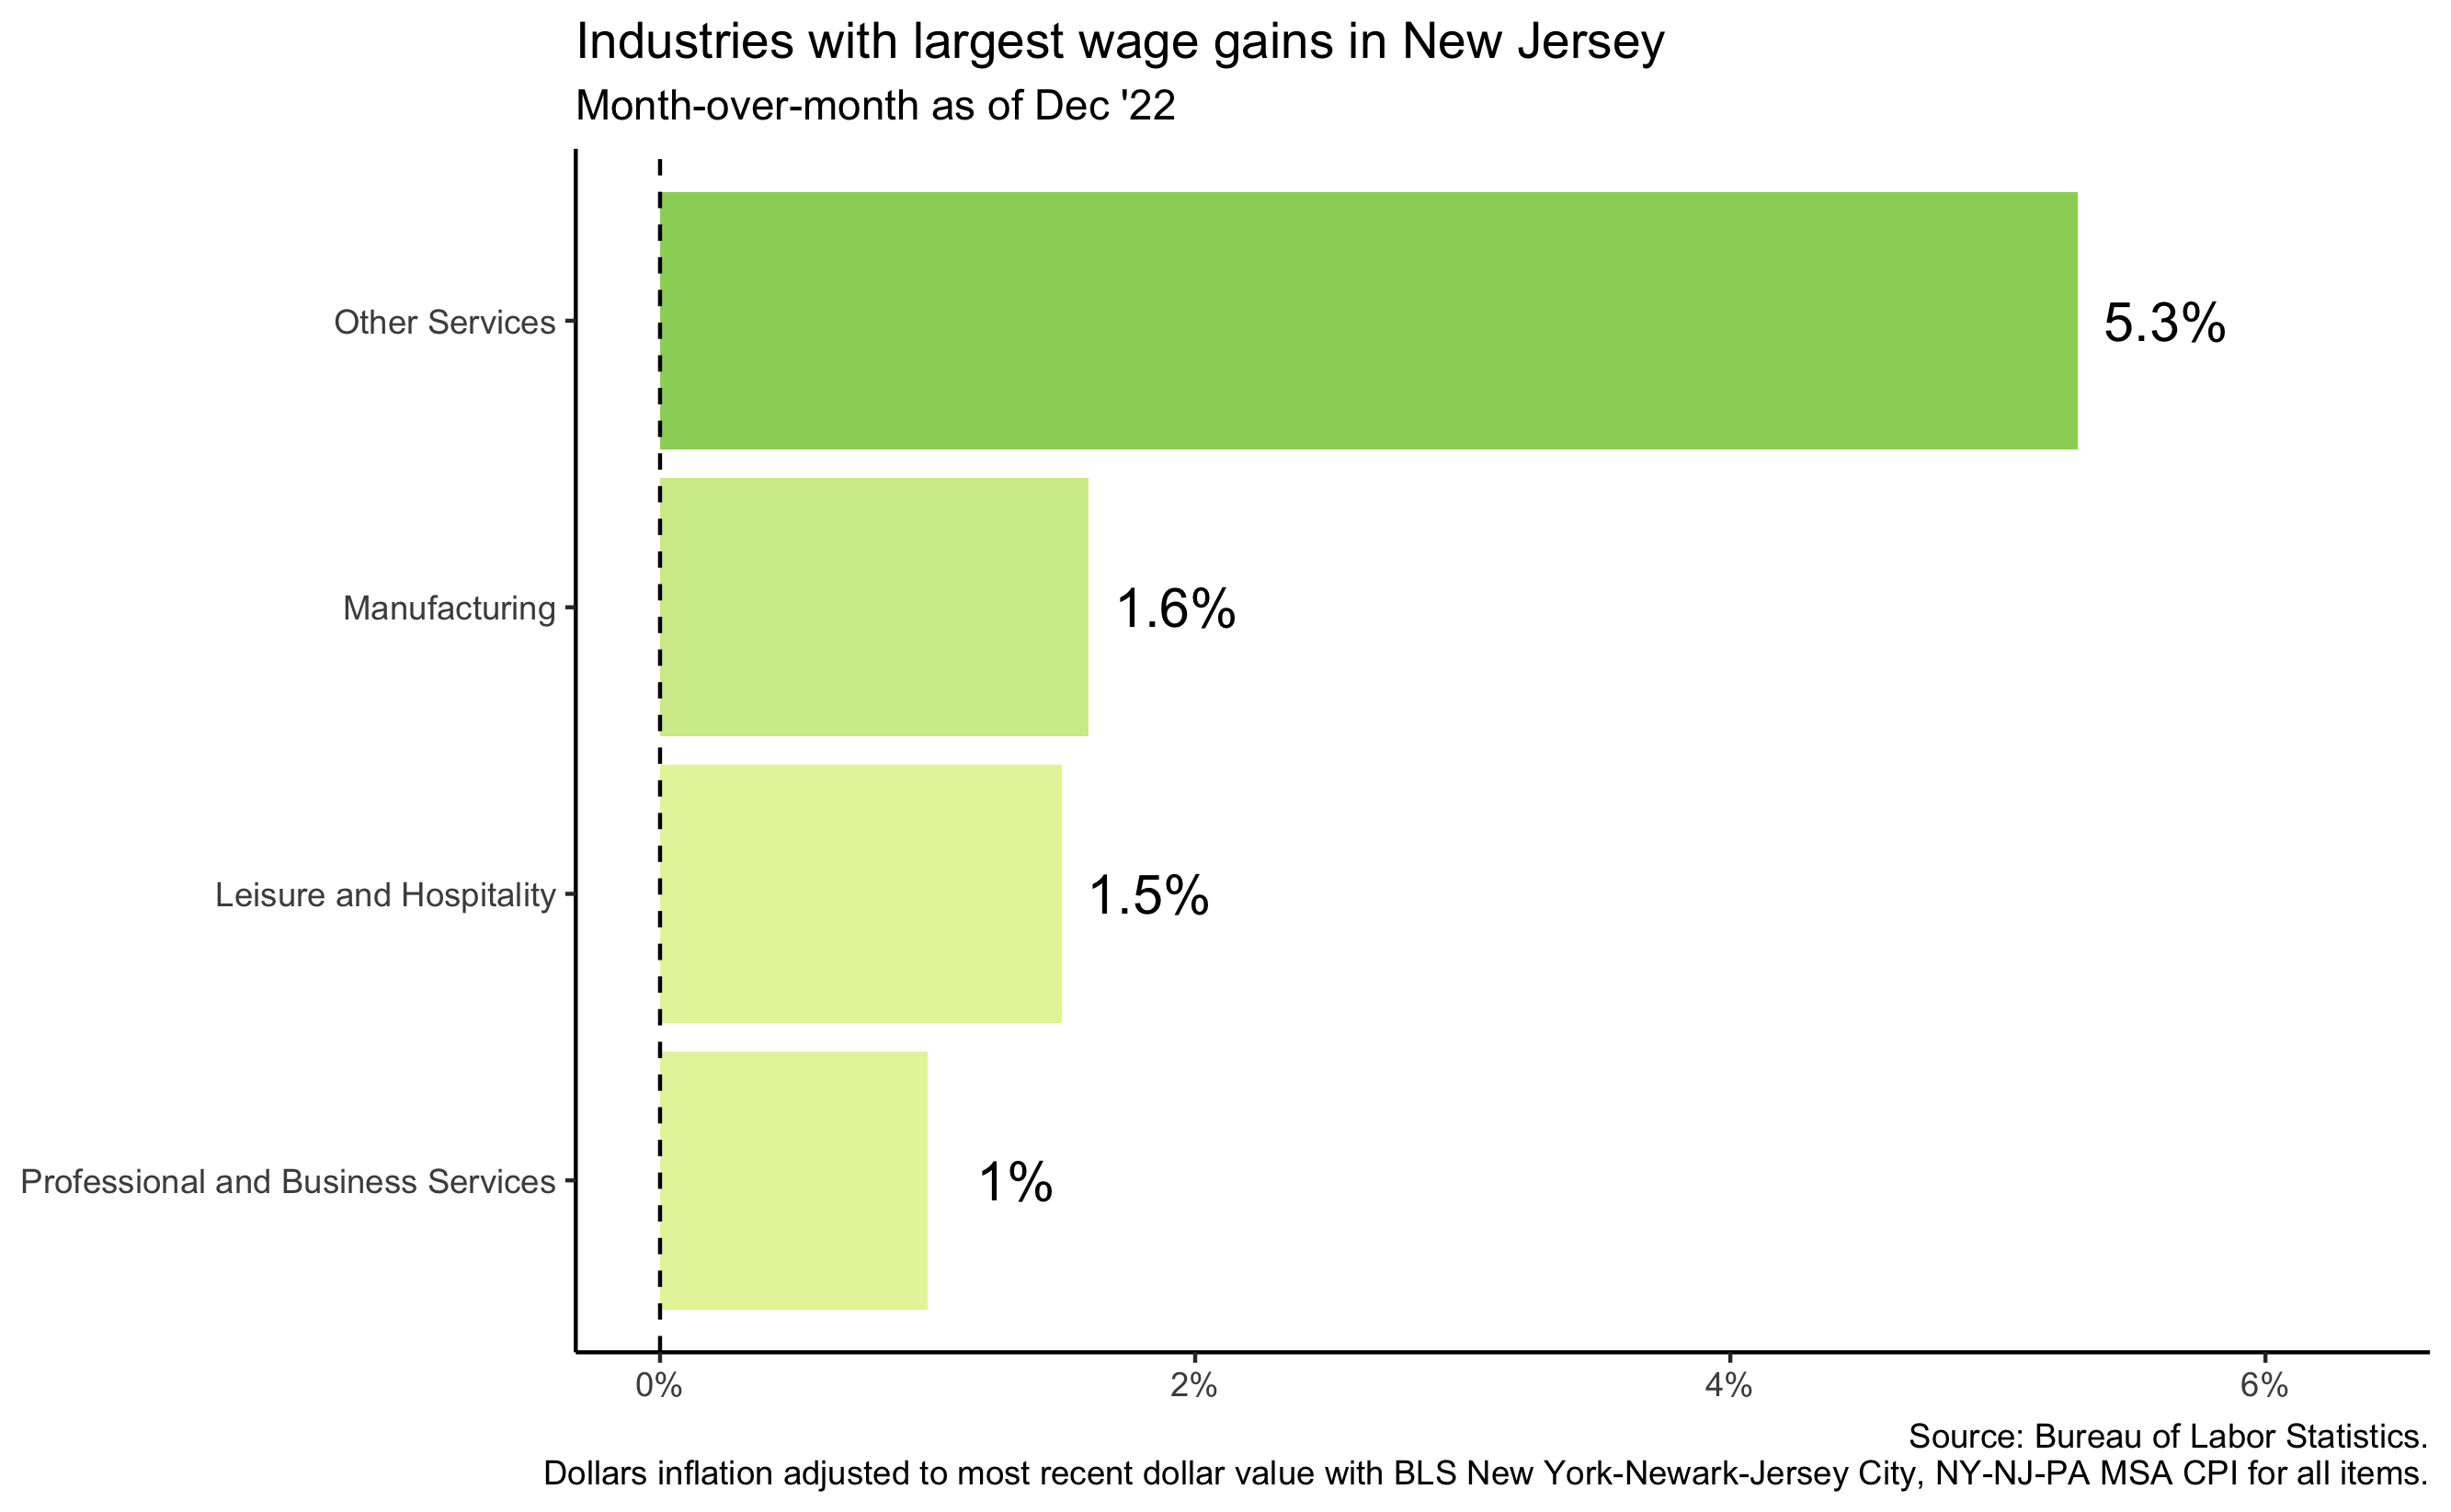 Industries with largest wage gains in New Jersey
Month-over-month as of Dec '22
Other Services
5.3%
Manufacturing
1.6%
Leisure and Hospitality
1.5%
Professional and Business Services
1%
0% 2% 4% 6%
Source: Bureau of Labor Statistics.
Dollars inflation adjusted to most recent dollar value with BLS New York-Newark-Jersey City, NY-NJ-PA MSA CPI for all items.